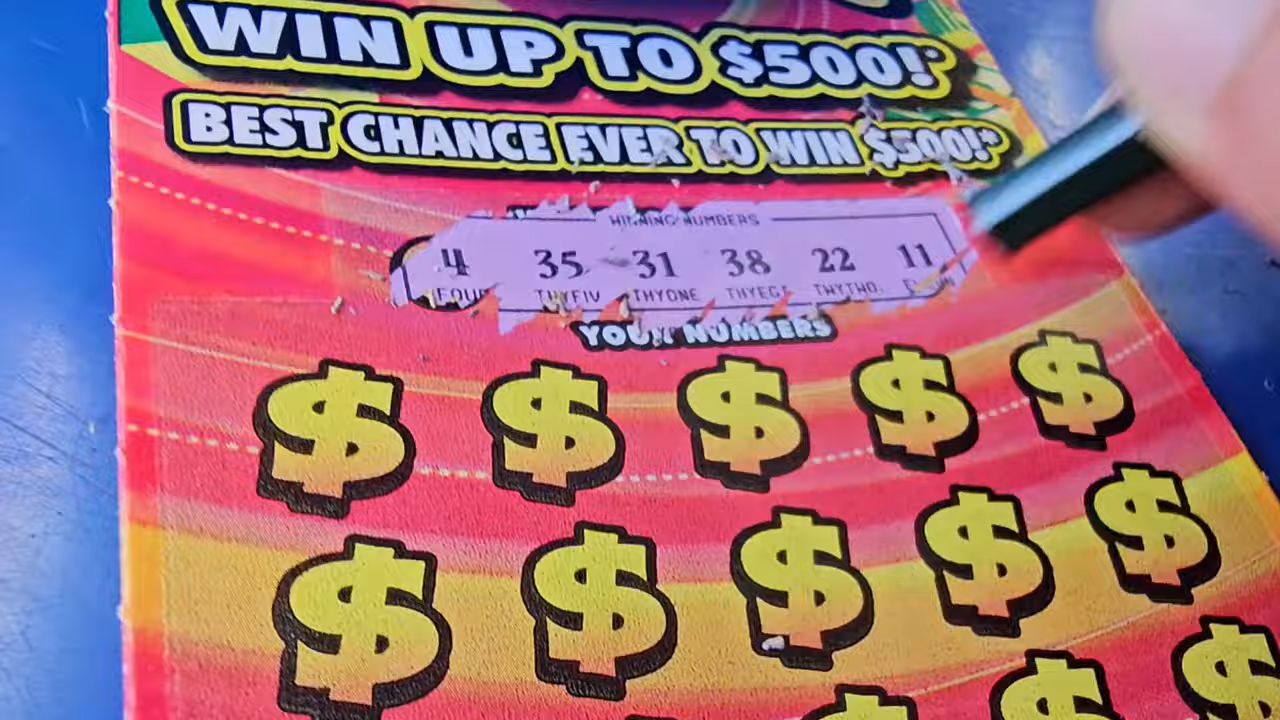 WIN UP TO $500!*
BEST CHANCE EVER TO WIN $500!*
WINNING NUMBERS
4 35 31 38 22 11
FOUR THYFIV THYONE THYEGT TWYTWO
YOUR NUMBERS
$ $ $ $ $
$ $ $ $ $
$ $ $